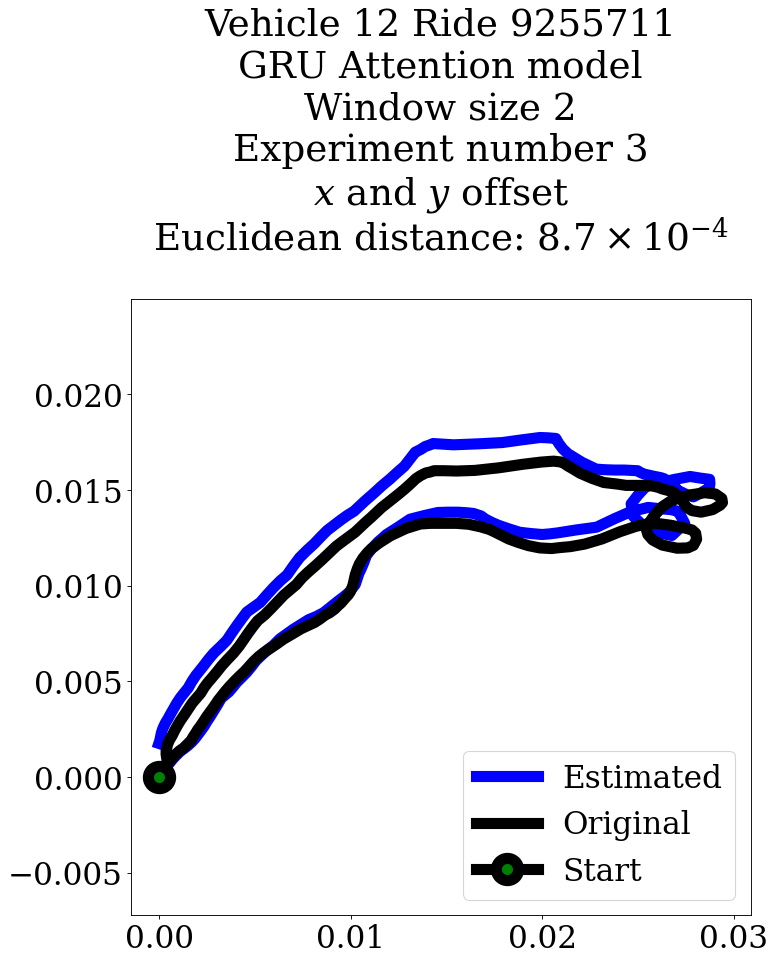 Vehicle 12 Ride 9255711
GRU Attention model
Window size 2
Experiment number 3
x and y offset
Euclidean distance: 8.7 × 10⁻⁴
0.020
0.015
0.010
0.005
0.000
−0.005
Estimated
Original
Start
0.00 0.01 0.02 0.03